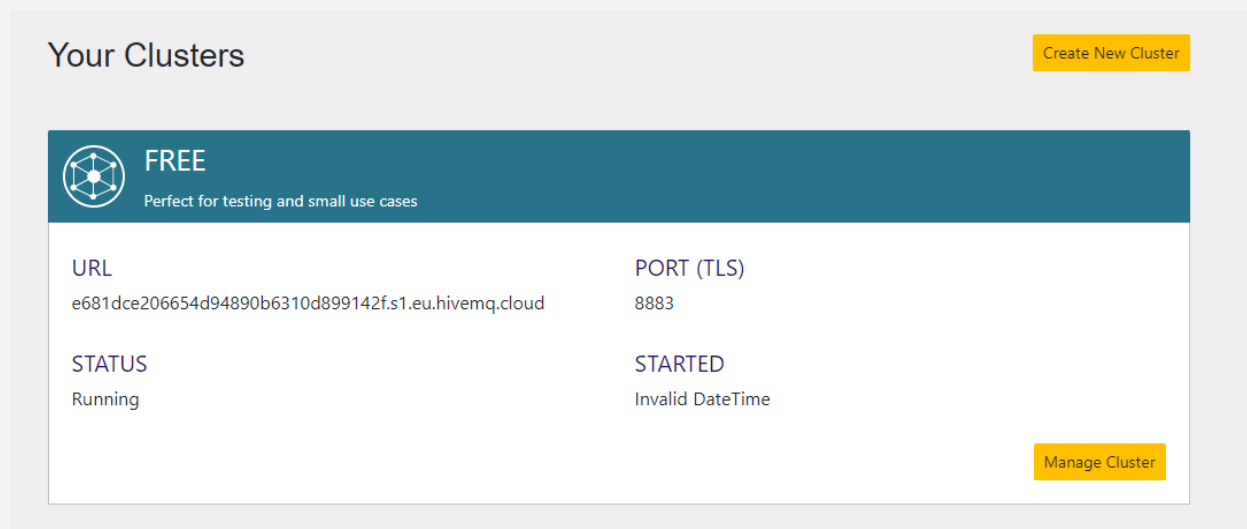 Your Clusters
Create New Cluster
FREE
Perfect for testing and small use cases
URL
e681dce206654d94890b6310d899142f.s1.eu.hivemq.cloud
PORT (TLS)
8883
STATUS
Running
STARTED
Invalid DateTime
Manage Cluster